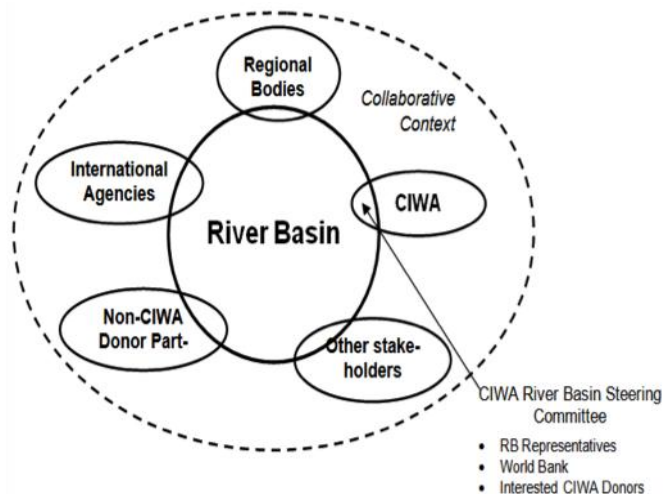 Regional
Bodies
Collaborative
Context
International
Agencies
CIWA
River Basin
Non-CIWA
Donor Part-
Other stake-
holders
CIWA River Basin Steering
Committee
• RB Representatives
• World Bank
• Interested CIWA Donors